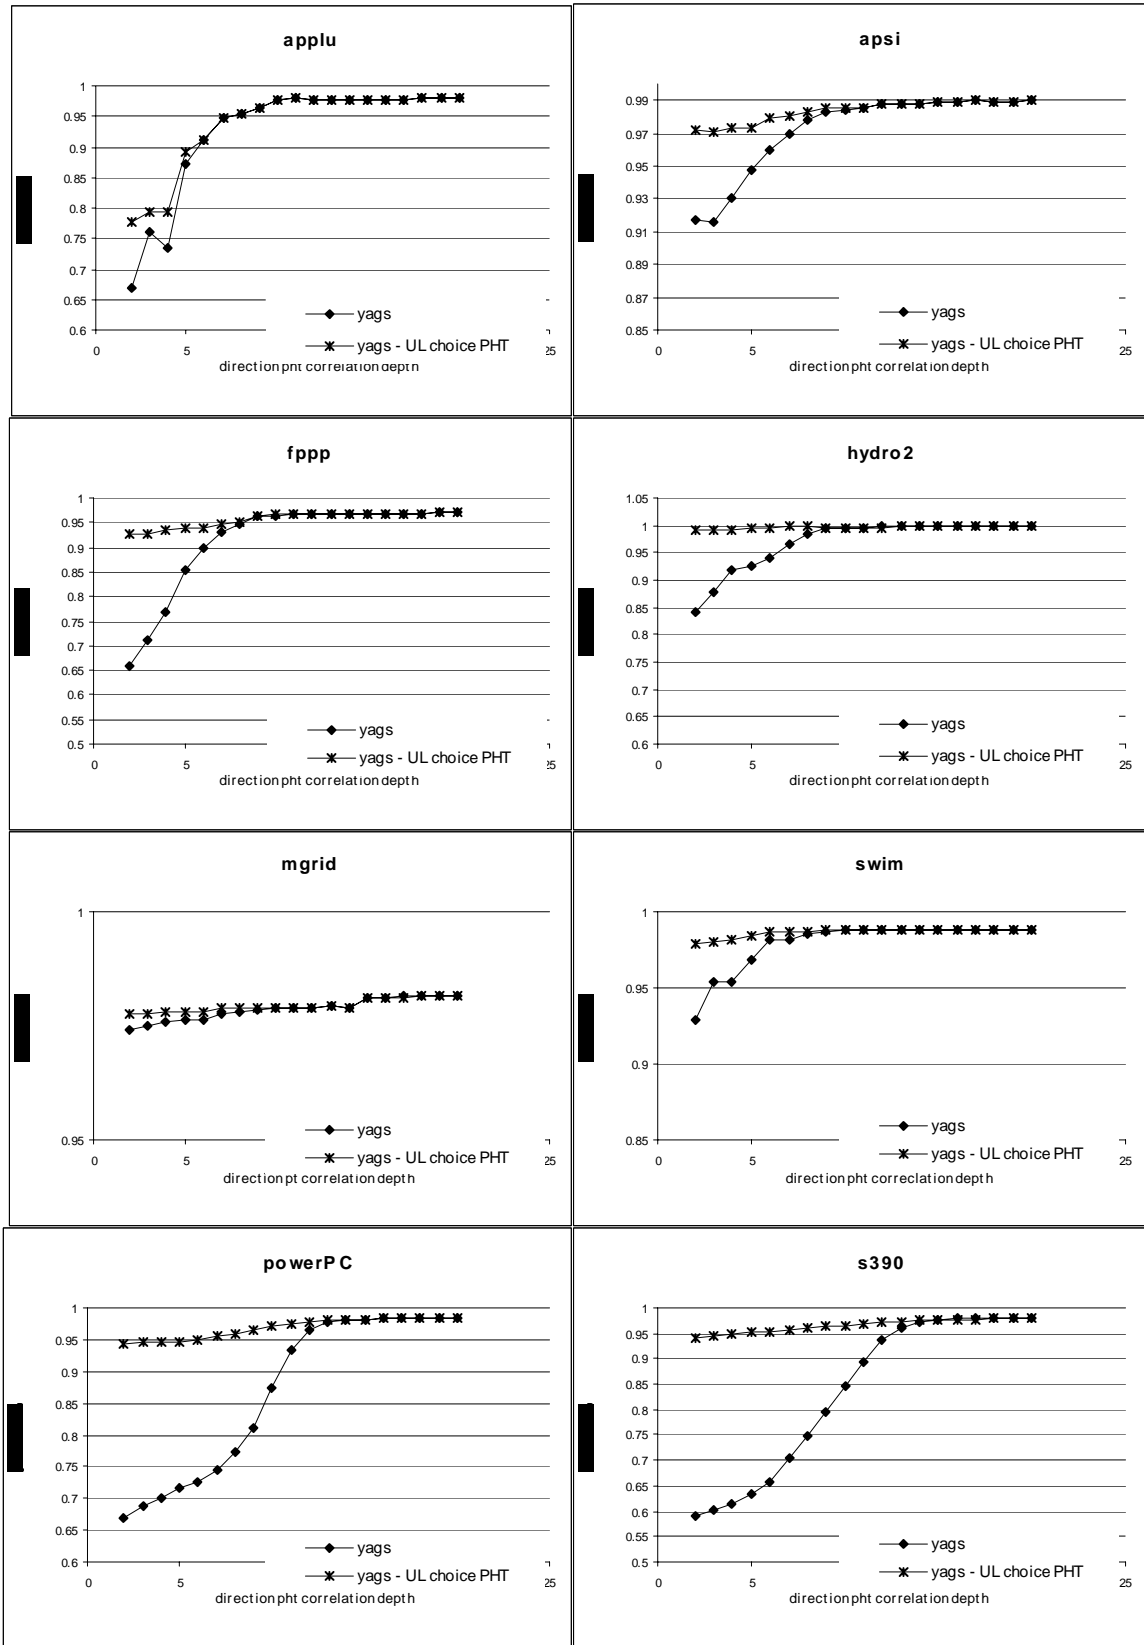 applu
1
0.95
0.9
0.85
0.8
0.75
0.7
0.65
0.6
0 5 25
yags
yags - UL choice PHT
direction pht correlation depth
apsi
0.99
0.97
0.95
0.93
0.91
0.89
0.87
0.85
0 5 25
yags
yags - UL choice PHT
direction pht correlation depth
fppp
1
0.95
0.9
0.85
0.8
0.75
0.7
0.65
0.6
0.55
0.5
0 5 25
yags
yags - UL choice PHT
direction pht correlation depth
hydro2
1.05
1
0.95
0.9
0.85
0.8
0.75
0.7
0.65
0.6
0 5 25
yags
yags - UL choice PHT
direction pht correlation depth
mgrid
1
0.95
0 5 25
yags
yags - UL choice PHT
direction pt correlation depth
swim
1
0.95
0.9
0.85
0 5 25
yags
yags - UL choice PHT
direction pht correclation depth
powerPC
1
0.95
0.9
0.85
0.8
0.75
0.7
0.65
0.6
0 5 25
yags
yags - UL choice PHT
direction pht correlation depth
s390
1
0.95
0.9
0.85
0.8
0.75
0.7
0.65
0.6
0.55
0.5
0 5 25
yags
yags - UL choice PHT
direction pht correlation depth